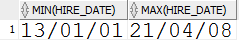 MIN(HIRE_DATE) MAX(HIRE_DATE)
1 13/01/01 21/04/08